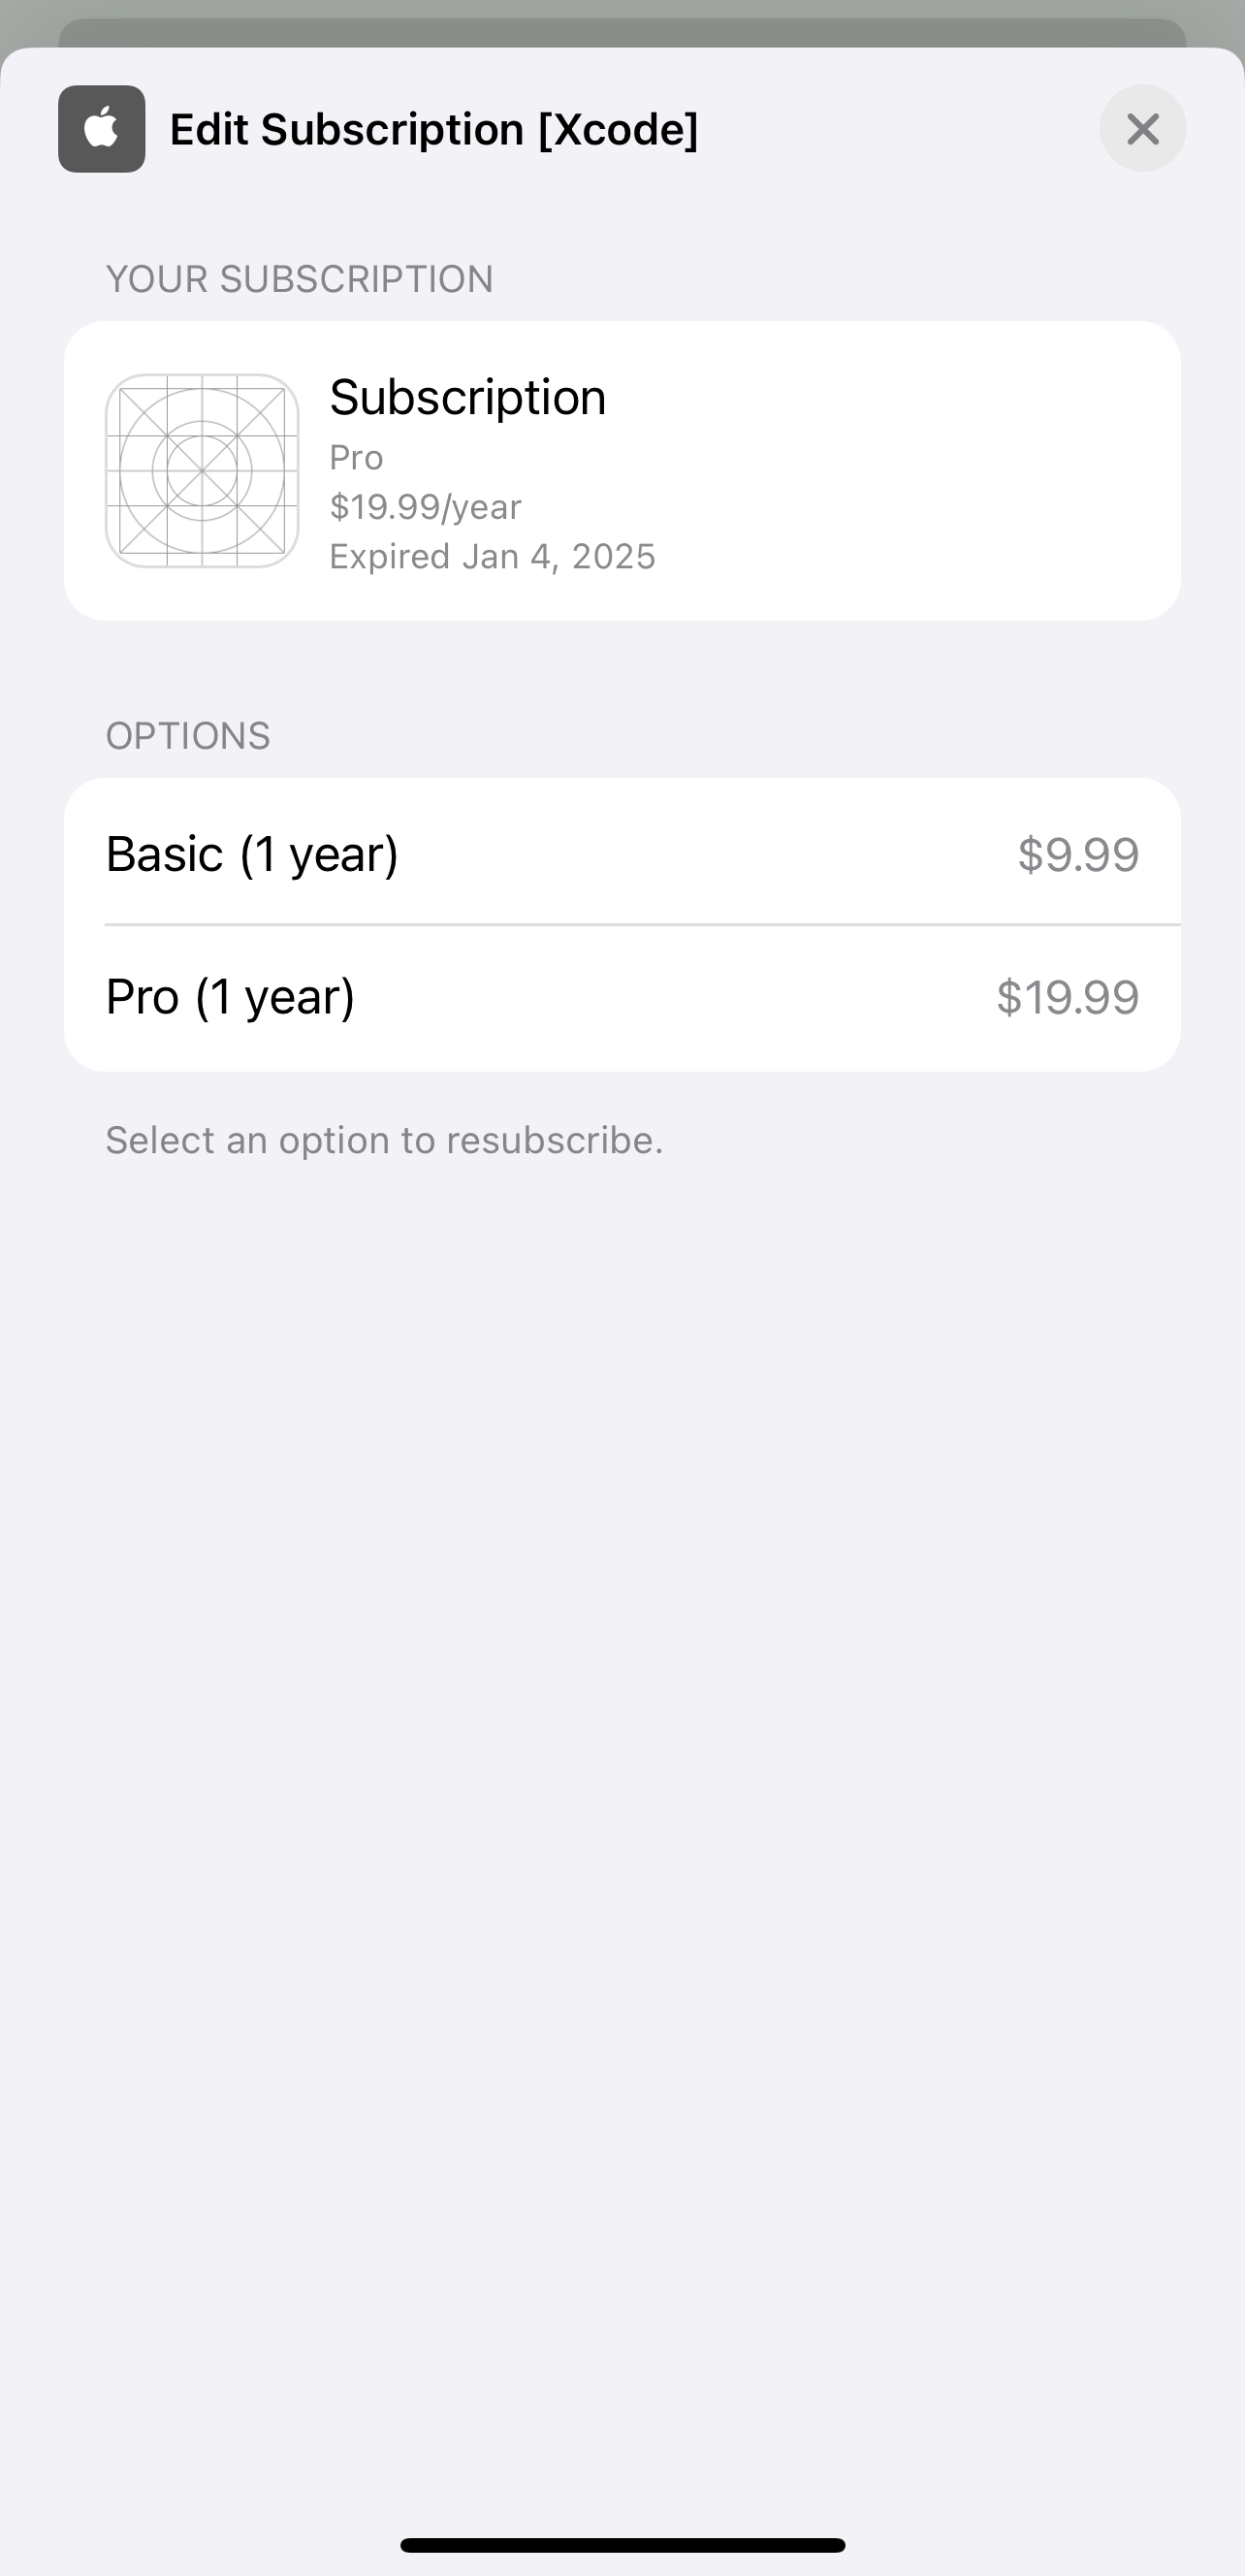 Edit Subscription [Xcode]
YOUR SUBSCRIPTION
Subscription
Pro
$19.99/year
Expired Jan 4, 2025
OPTIONS
Basic (1 year) $9.99
Pro (1 year) $19.99
Select an option to resubscribe.